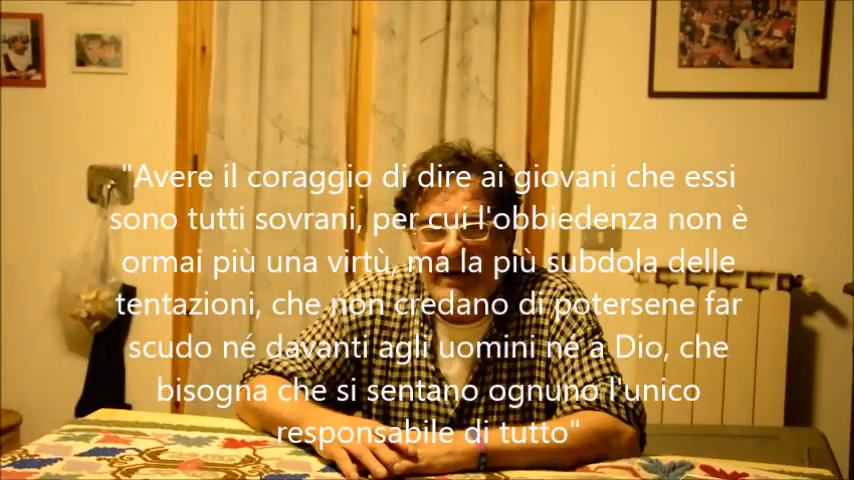 "Avere il coraggio di dire ai giovani che essi
sono tutti sovrani, per cui l'obbiedenza non è
ormai più una virtù, ma la più subdola delle
tentazioni, che non credano di potersene far
scudo né davanti agli uomini né a Dio, che
bisogna che si sentano ognuno l'unico
responsabile di tutto"